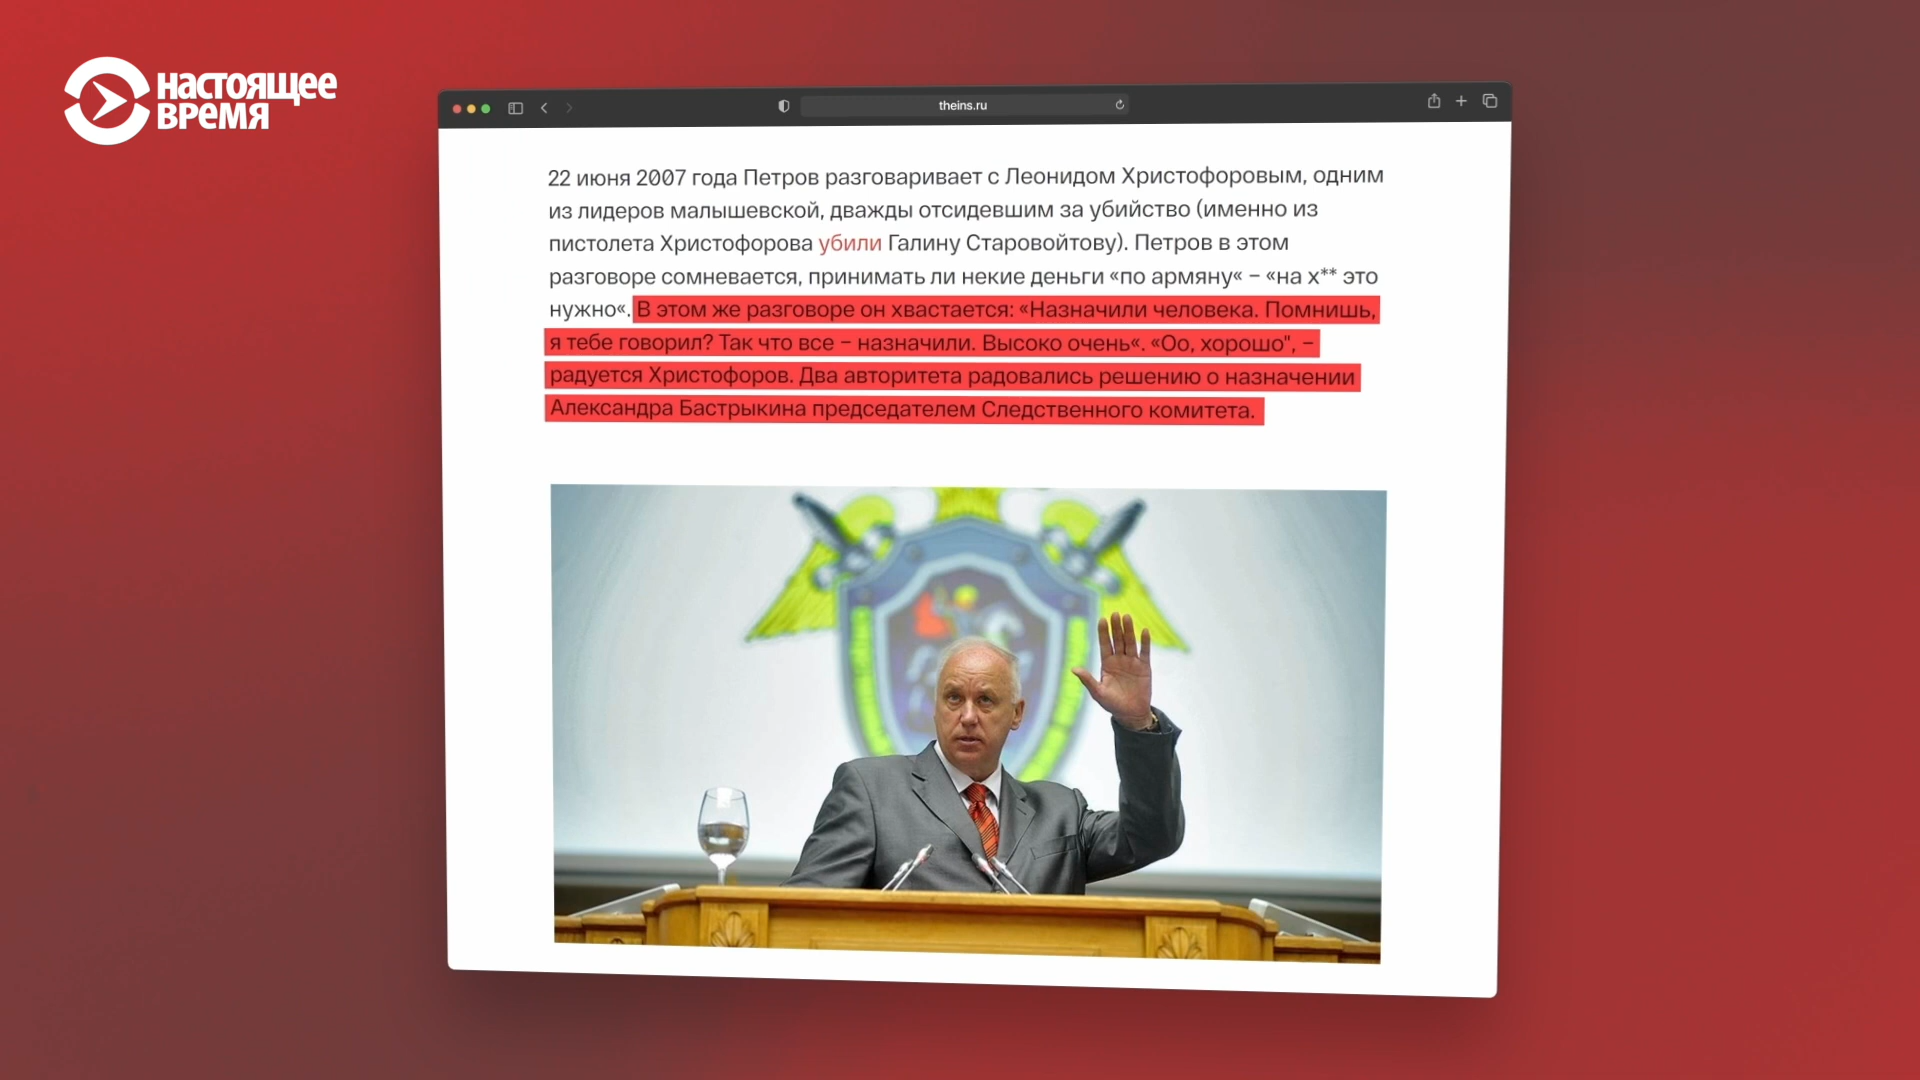 НАСТОЯЩЕЕ
ВРЕМЯ
theins.ru
22 июня 2007 года Петров разговаривает с Леонидом Христофоровым, одним
из лидеров малышевской, дважды отсидевшим за убийство (именно из
пистолета Христофорова убили Галину Старовойтову). Петров в этом
разговоре сомневается, принимать ли некие деньги «по армяну« – «на х** это
нужно«. В этом же разговоре он хвастается: «Назначили человека. Помнишь,
я тебе говорил? Так что все – назначили. Высоко очень«. «Оо, хорошо", –
радуется Христофоров. Два авторитета радовались решению о назначении
Александра Бастрыкина председателем Следственного комитета.